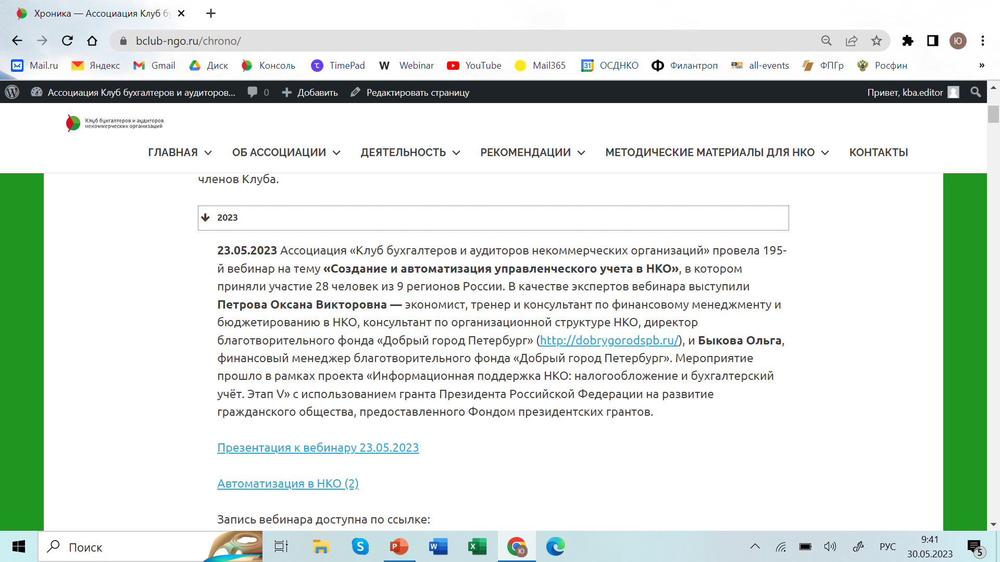 Хроника — Ассоциация Клуб бу
bclub-ngo.ru/chrono/
Ю
Mail.ru Яндекс Gmail Диск Консоль TimePad W Webinar YouTube Mail365 31 ОСДНКО Филантроп all-events ФПГр Росфин »
Ассоциация Клуб бухгалтеров и аудиторов... 0 Добавить Редактировать страницу Привет, kba.editor
Клуб бухгалтеров и аудиторов
некоммерческих организаций
ГЛАВНАЯ ОБ АССОЦИАЦИИ ДЕЯТЕЛЬНОСТЬ РЕКОМЕНДАЦИИ МЕТОДИЧЕСКИЕ МАТЕРИАЛЫ ДЛЯ НКО КОНТАКТЫ
членов Клуба.
2023
23.05.2023 Ассоциация «Клуб бухгалтеров и аудиторов некоммерческих организаций» провела 195-
й вебинар на тему «Создание и автоматизация управленческого учета в НКО», в котором
приняли участие 28 человек из 9 регионов России. В качестве экспертов вебинара выступили
Петрова Оксана Викторовна — экономист, тренер и консультант по финансовому менеджменту и
бюджетированию в НКО, консультант по организационной структуре НКО, директор
благотворительного фонда «Добрый город Петербург» (http://dobrygorodspb.ru/), и Быкова Ольга,
финансовый менеджер благотворительного фонда «Добрый город Петербург». Мероприятие
прошло в рамках проекта «Информационная поддержка НКО: налогообложение и бухгалтерский
учёт. Этап V» с использованием гранта Президента Российской Федерации на развитие
гражданского общества, предоставленного Фондом президентских грантов.
Презентация к вебинару 23.05.2023
Автоматизация в НКО (2)
Запись вебинара доступна по ссылке:
Поиск
РУС
9:41
30.05.2023
5